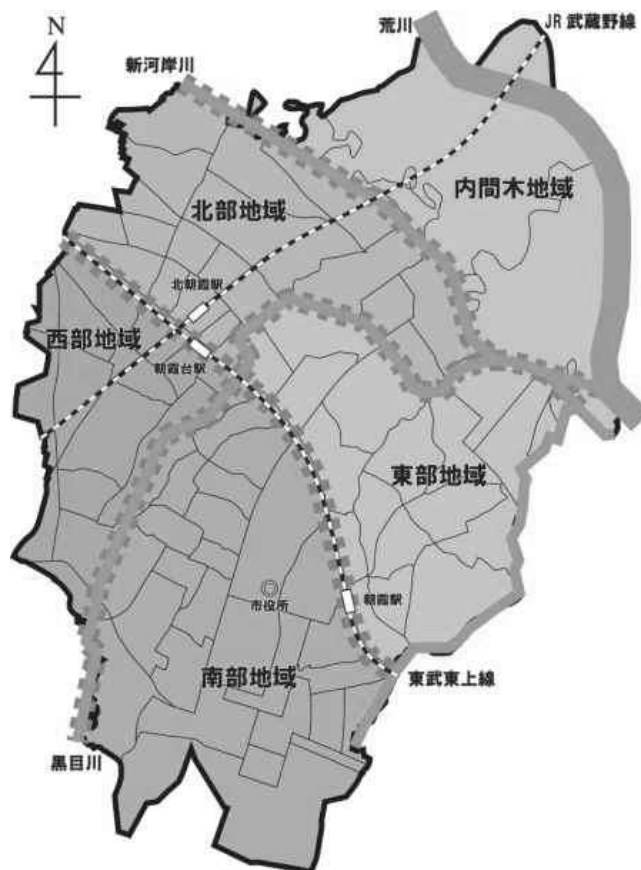 N
荒川
JR 武蔵野線
新河岸川
内間木地域
北部地域
北朝霞駅
西部地域
朝霞台駅
東部地域
市役所
朝霞駅
南部地域
東武東上線
黒目川